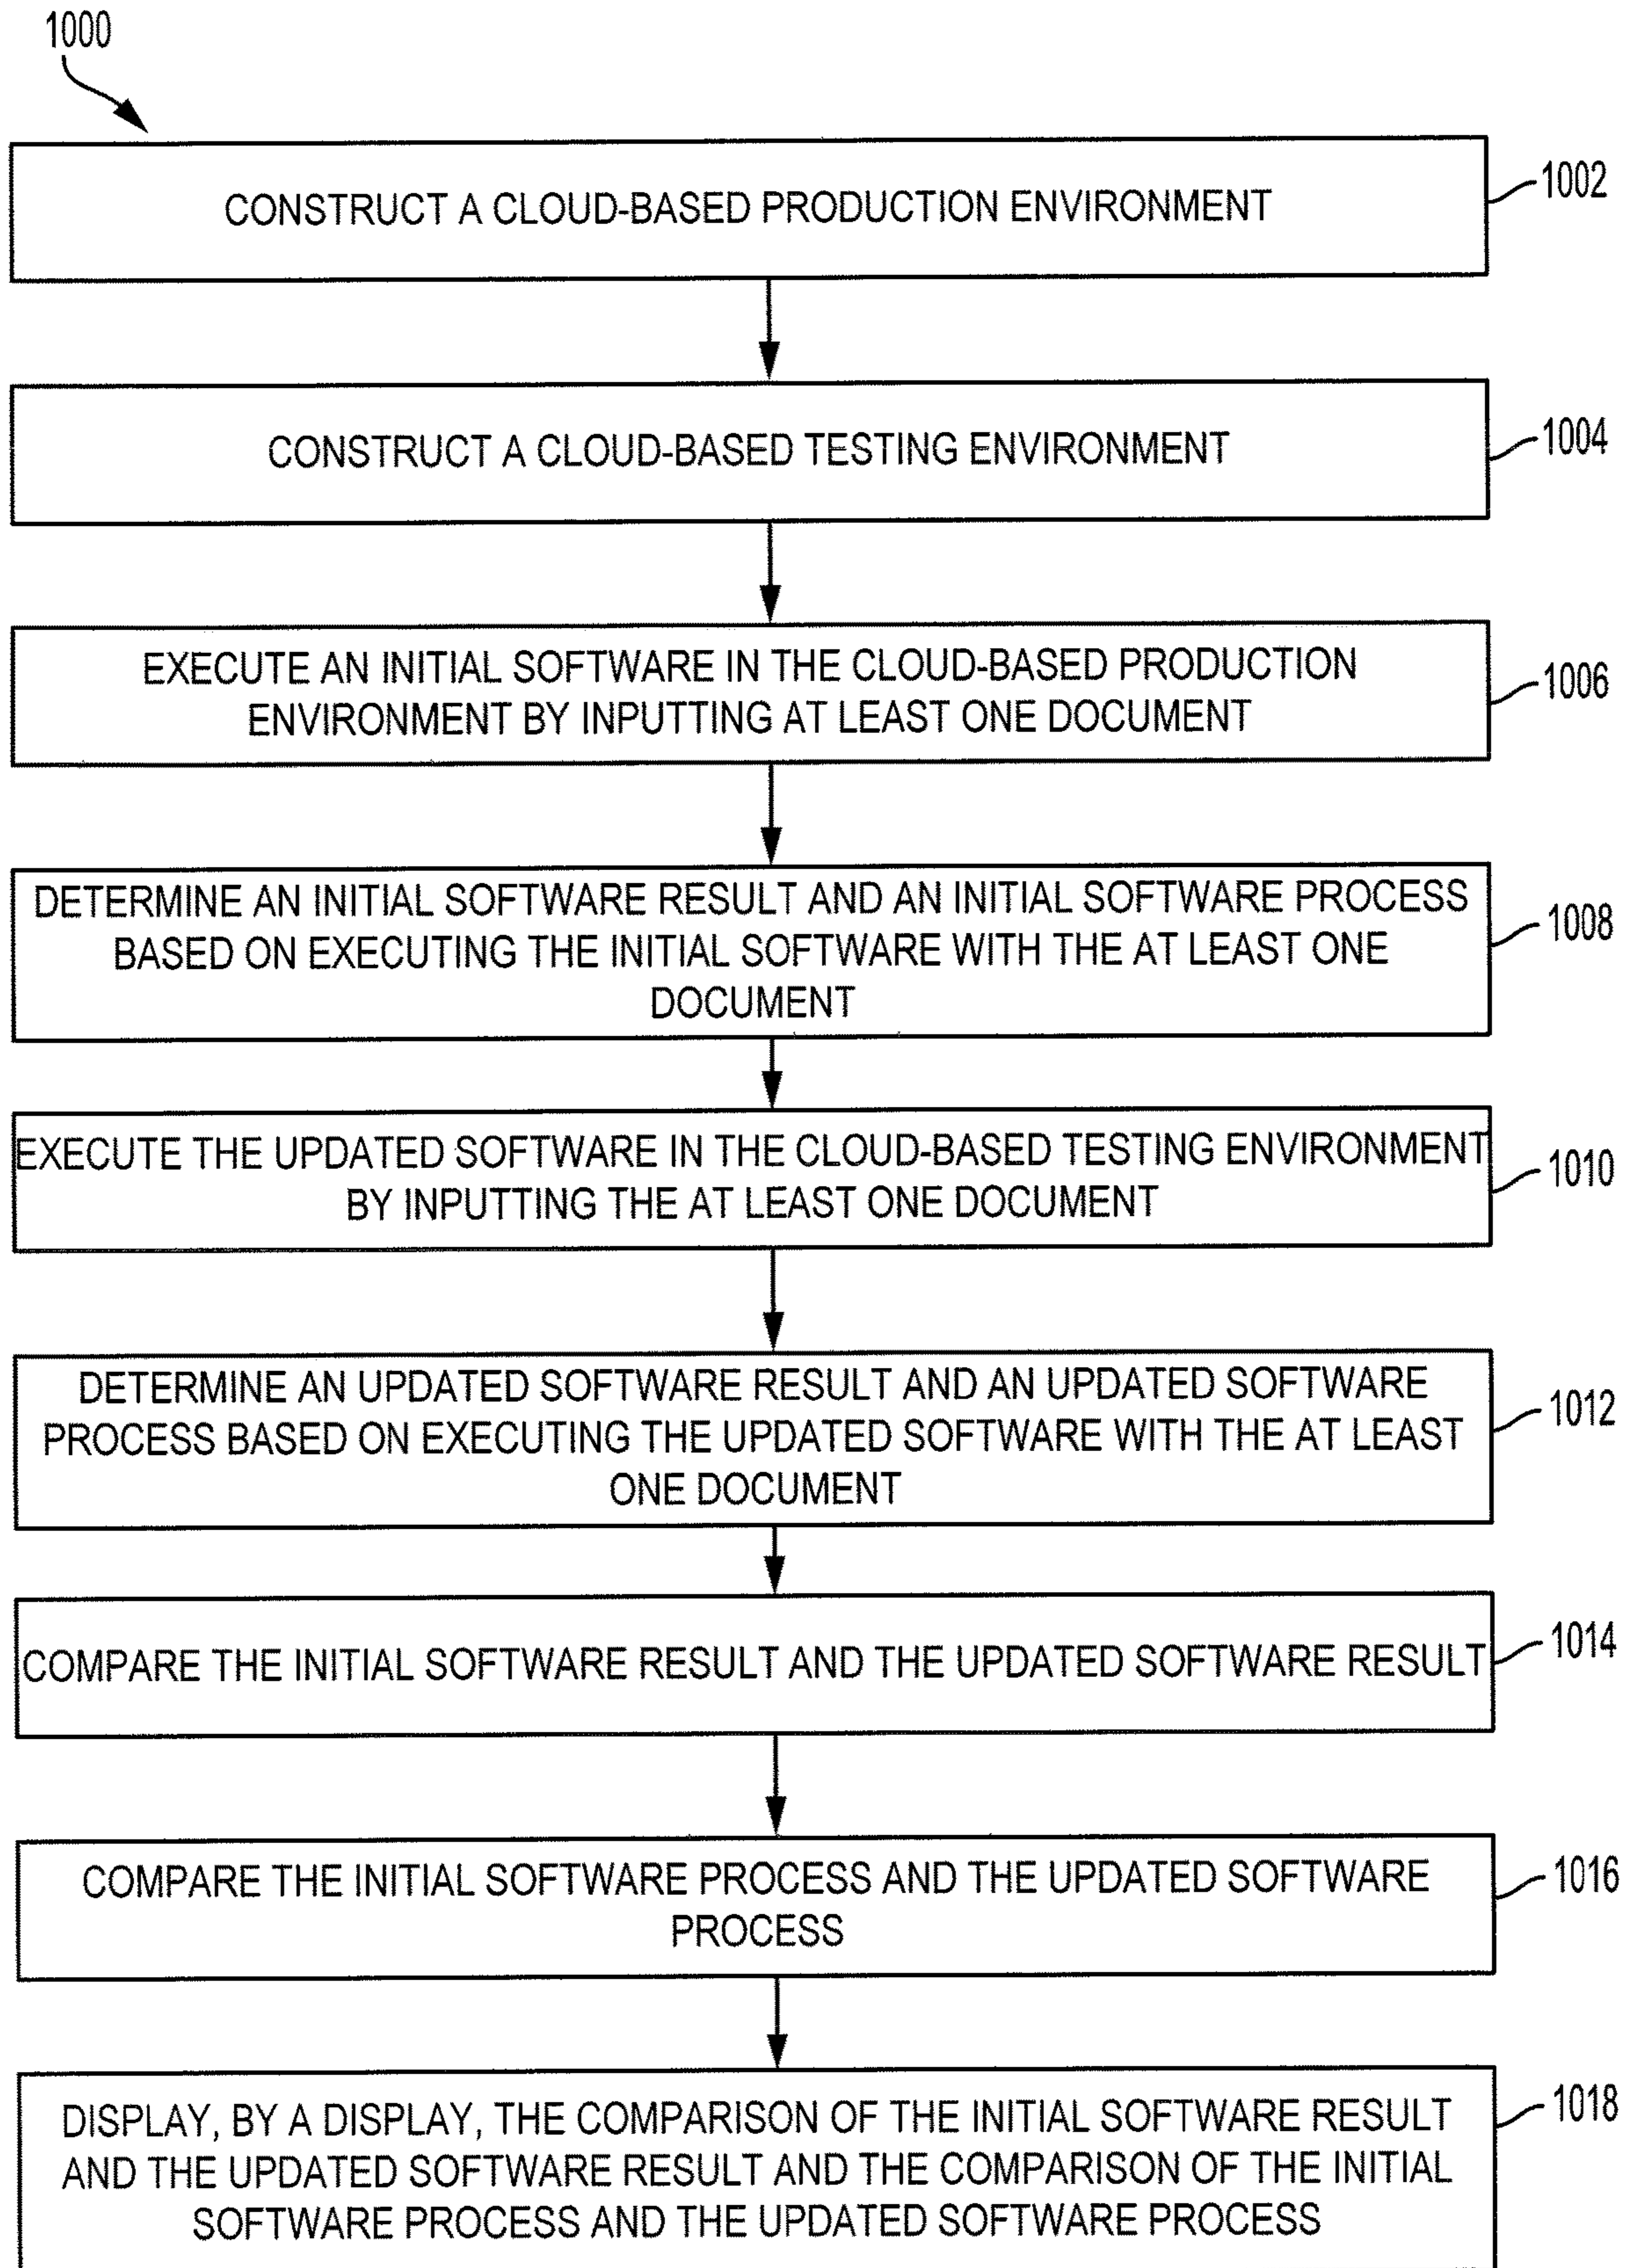 1000
CONSTRUCT A CLOUD-BASED PRODUCTION ENVIRONMENT
1002
CONSTRUCT A CLOUD-BASED TESTING ENVIRONMENT
1004
EXECUTE AN INITIAL SOFTWARE IN THE CLOUD-BASED PRODUCTION
ENVIRONMENT BY INPUTTING AT LEAST ONE DOCUMENT
1006
DETERMINE AN INITIAL SOFTWARE RESULT AND AN INITIAL SOFTWARE PROCESS
BASED ON EXECUTING THE INITIAL SOFTWARE WITH THE AT LEAST ONE
DOCUMENT
1008
EXECUTE THE UPDATED SOFTWARE IN THE CLOUD-BASED TESTING ENVIRONMENT
BY INPUTTING THE AT LEAST ONE DOCUMENT
1010
DETERMINE AN UPDATED SOFTWARE RESULT AND AN UPDATED SOFTWARE
PROCESS BASED ON EXECUTING THE UPDATED SOFTWARE WITH THE AT LEAST
ONE DOCUMENT
1012
COMPARE THE INITIAL SOFTWARE RESULT AND THE UPDATED SOFTWARE RESULT
1014
COMPARE THE INITIAL SOFTWARE PROCESS AND THE UPDATED SOFTWARE
PROCESS
1016
DISPLAY, BY A DISPLAY, THE COMPARISON OF THE INITIAL SOFTWARE RESULT
AND THE UPDATED SOFTWARE RESULT AND THE COMPARISON OF THE INITIAL
SOFTWARE PROCESS AND THE UPDATED SOFTWARE PROCESS
1018